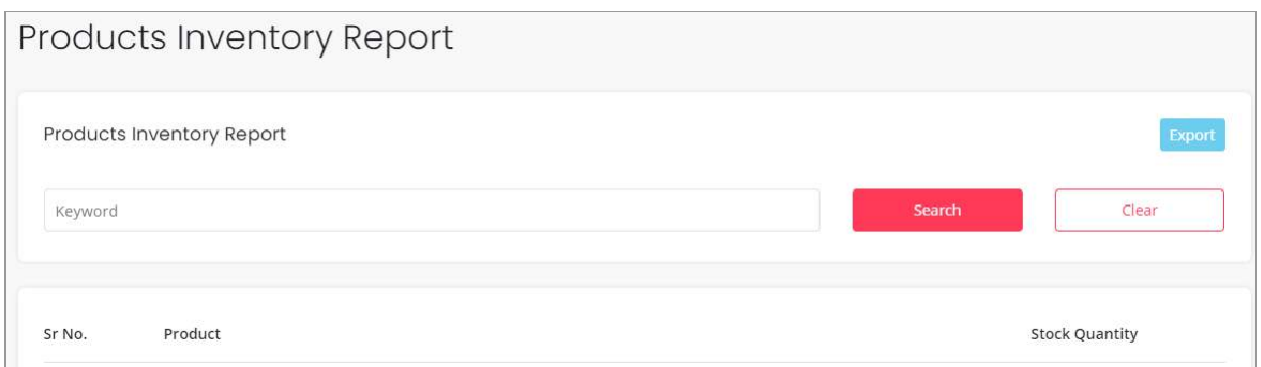 Products Inventory Report
Products Inventory Report
Export
Keyword
Search
Clear
Sr No.
Product
Stock Quantity